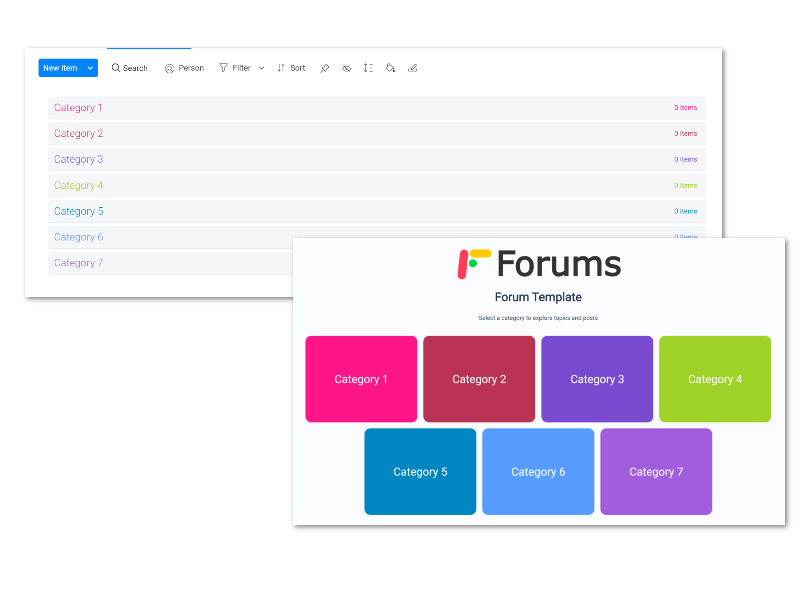 New Item Search Person Filter Sort
Category 1 0 Items
Category 2 0 Items
Category 3 0 Items
Category 4 0 Items
Category 5 0 Items
Category 6 0 Items
Category 7
Forums
Forum Template
Select a category to explore topics and posts
Category 1 Category 2 Category 3 Category 4
Category 5 Category 6 Category 7